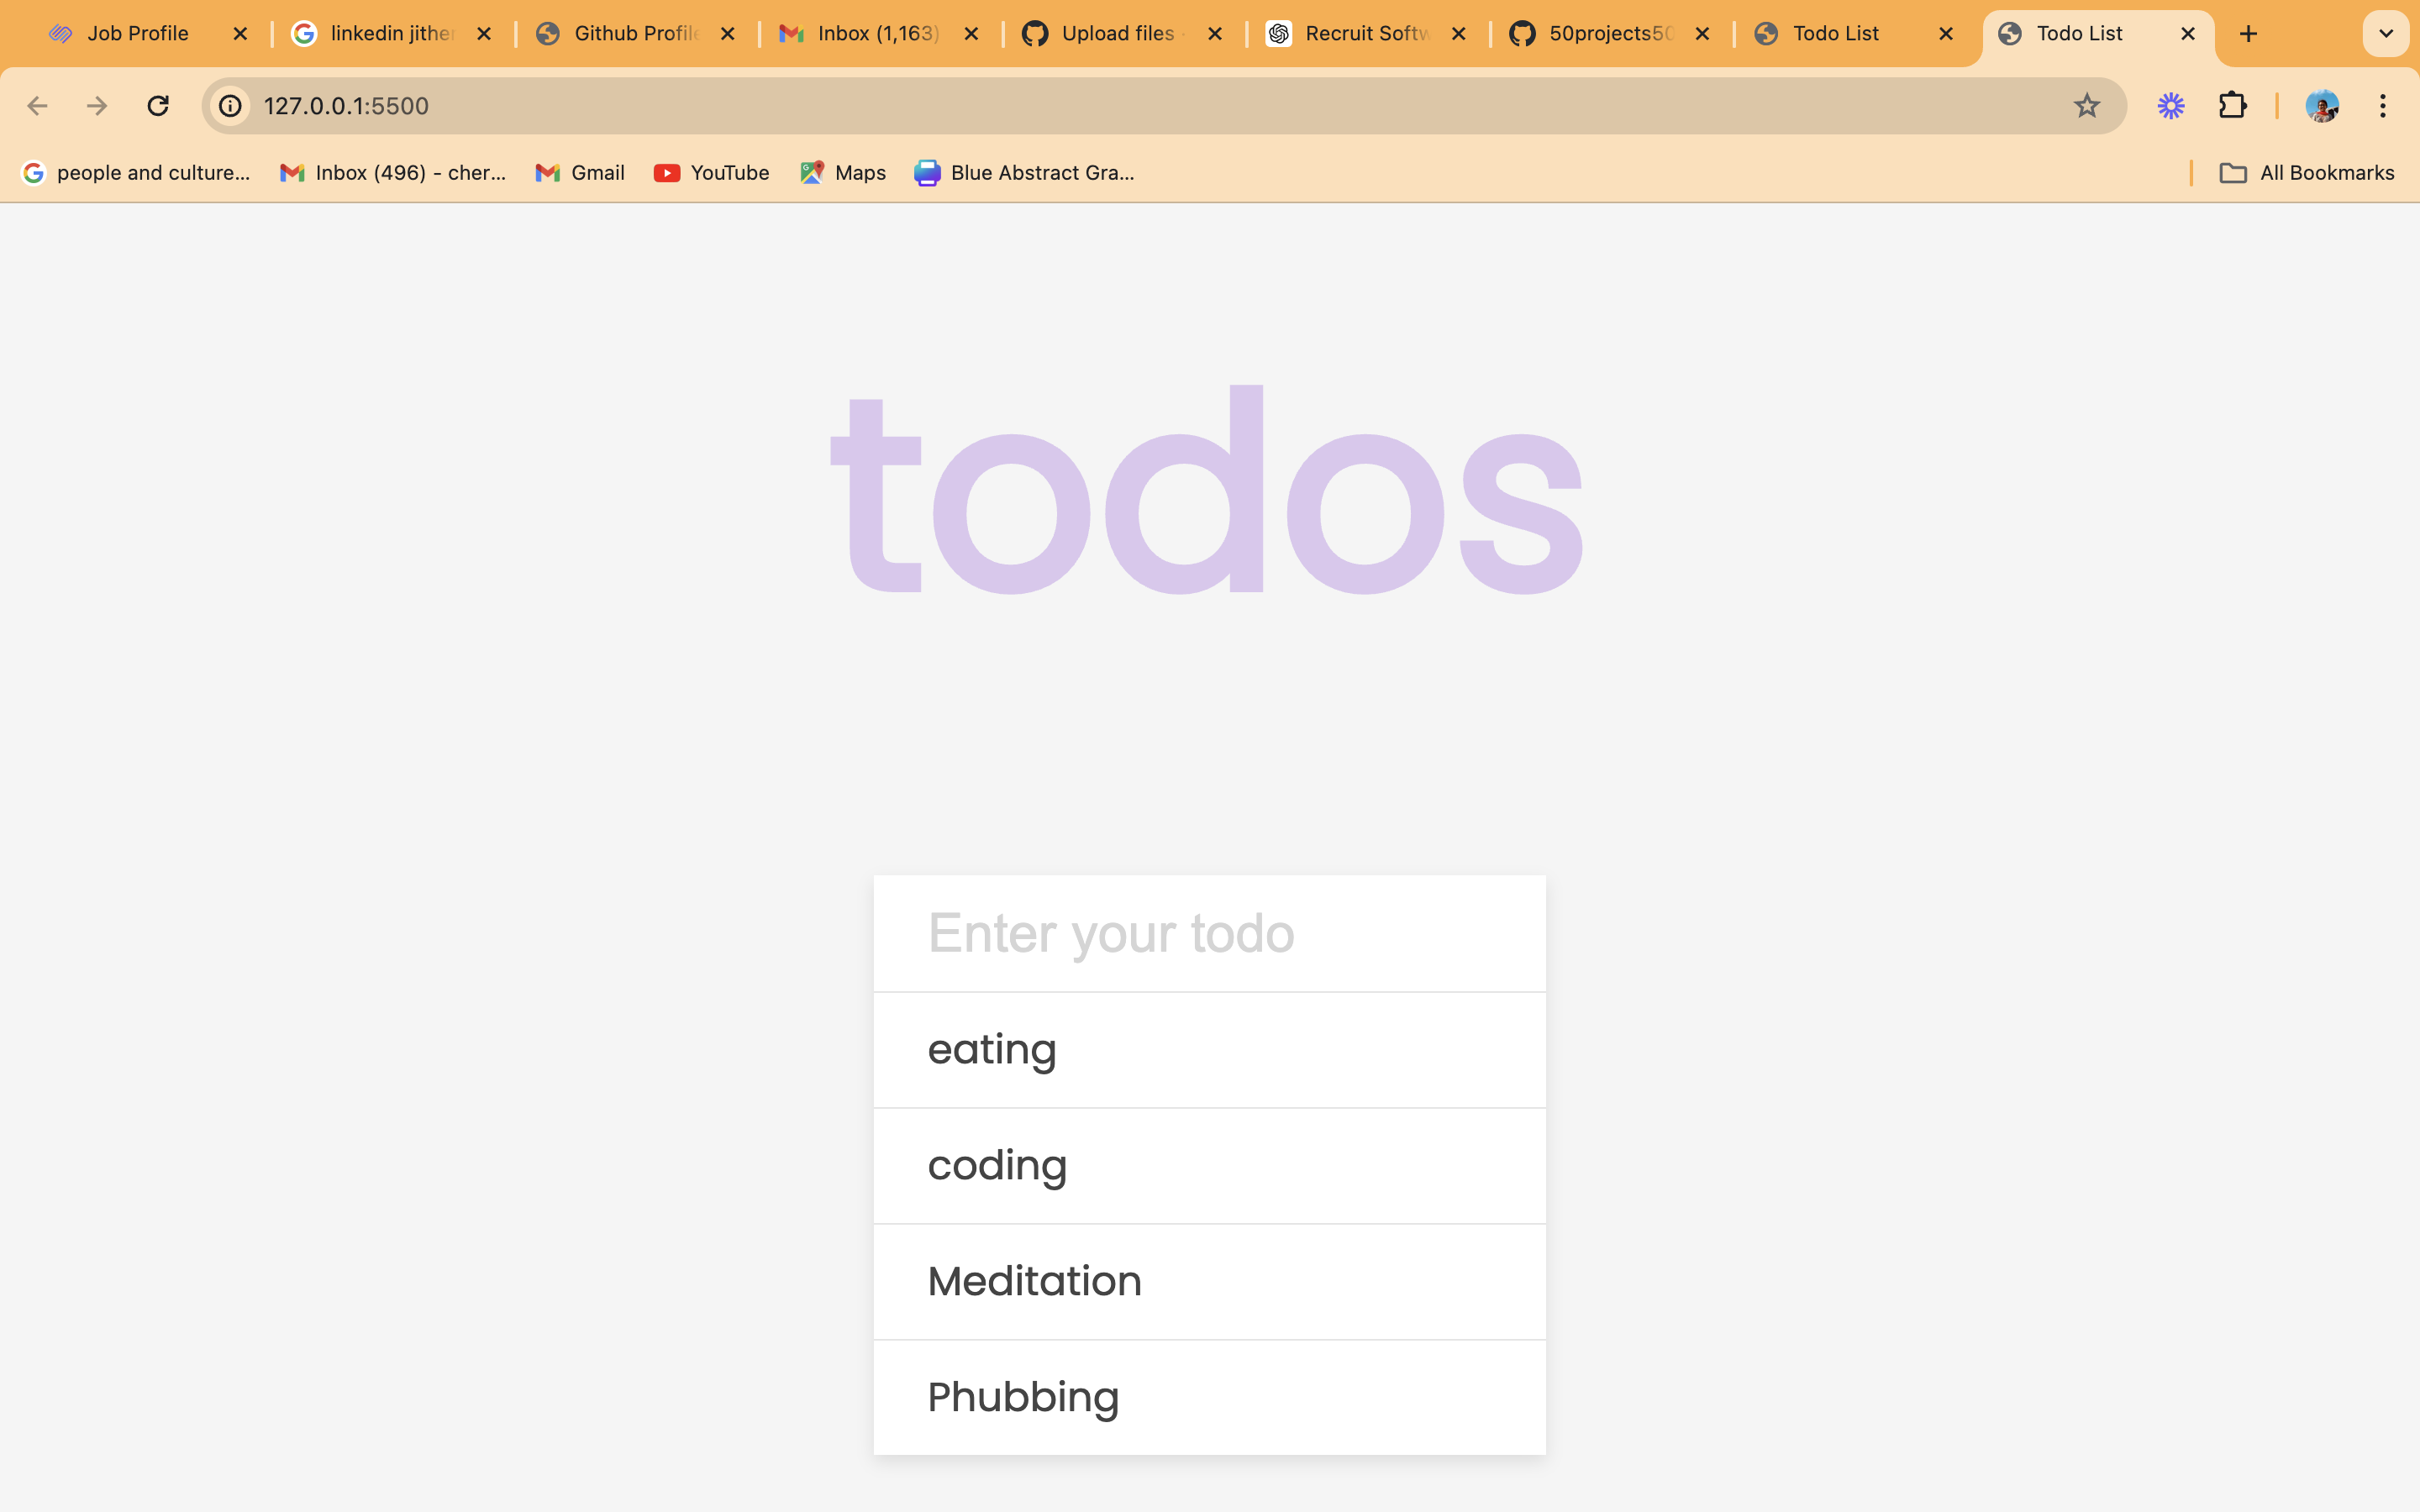 Job Profile
linkedin jither
Github Profile
Inbox (1,163)
Upload files
Recruit Softw
50projects50
Todo List
Todo List
127.0.0.1:5500
people and culture...
Inbox (496) - cher...
Gmail
YouTube
Maps
Blue Abstract Gra...
All Bookmarks
todos
Enter your todo
eating
coding
Meditation
Phubbing